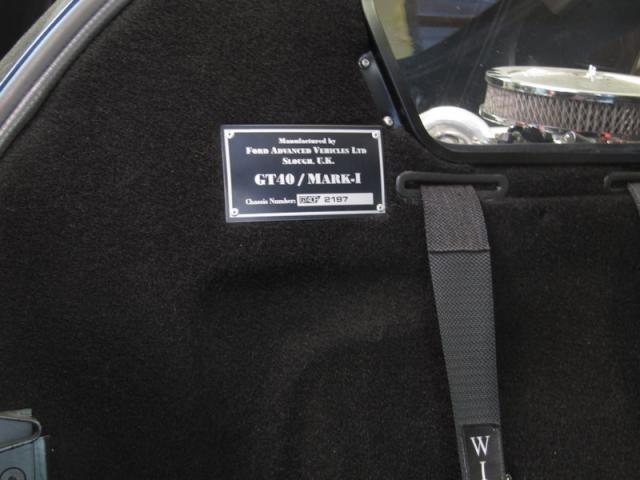 Manufactured by
Ford Advanced Vehicles Ltd
Slough, U.K.
GT40 / Mark-I
Chassis Number: 2197
W